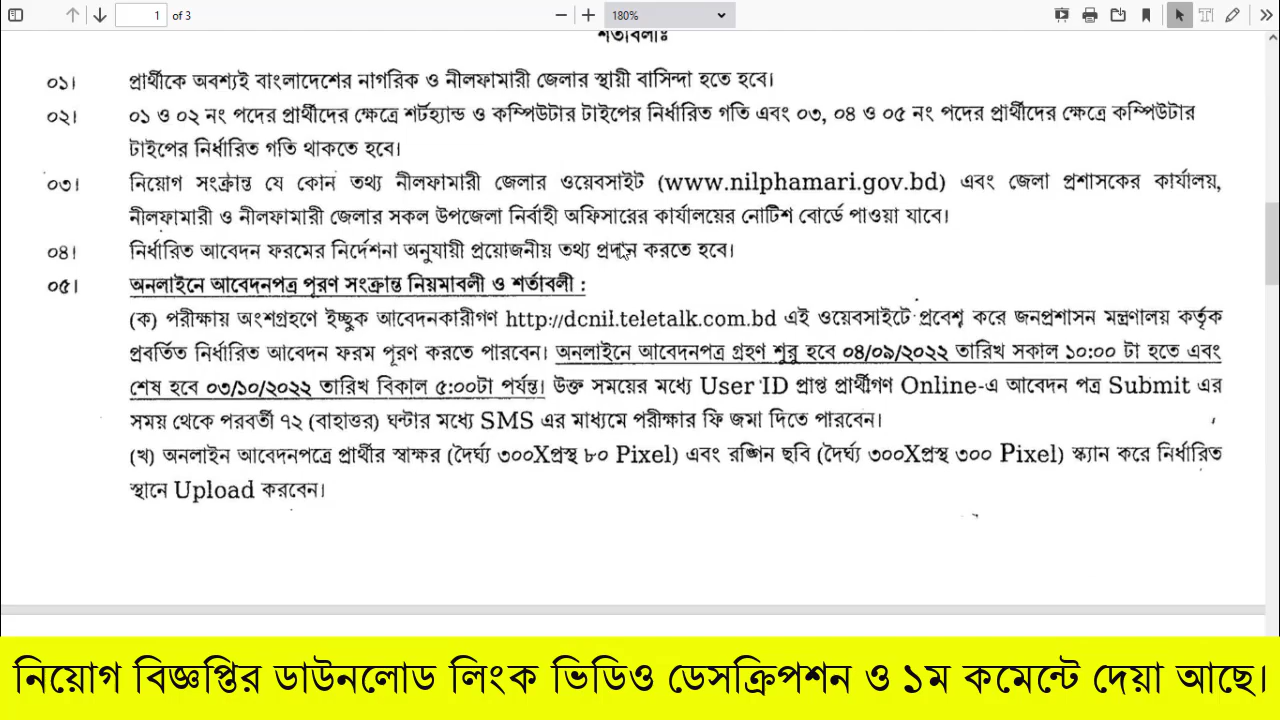 1 of 3
180%
শর্তাবলীঃ
০১। প্রার্থীকে অবশ্যই বাংলাদেশের নাগরিক ও নীলফামারী জেলার স্থায়ী বাসিন্দা হতে হবে।
০২। ০১ ও ০২ নং পদের প্রার্থীদের ক্ষেত্রে শর্টহ্যান্ড ও কম্পিউটার টাইপের নির্ধারিত গতি এবং ০৩, ০৪ ও ০৫ নং পদের প্রার্থীদের ক্ষেত্রে কম্পিউটার
টাইপের নির্ধারিত গতি থাকতে হবে।
০৩। নিয়োগ সংক্রান্ত যে কোন তথ্য নীলফামারী জেলার ওয়েবসাইট (www.nilphamari.gov.bd) এবং জেলা প্রশাসকের কার্যালয়,
নীলফামারী ও নীলফামারী জেলার সকল উপজেলা নির্বাহী অফিসারের কার্যালয়ের নোটিশ বোর্ডে পাওয়া যাবে।
০৪। নির্ধারিত আবেদন ফরমের নির্দেশনা অনুযায়ী প্রয়োজনীয় তথ্য প্রদান করতে হবে।
০৫। অনলাইনে আবেদনপত্র পূরণ সংক্রান্ত নিয়মাবলী ও শর্তাবলী :
(ক) পরীক্ষায় অংশগ্রহণে ইচ্ছুক আবেদনকারীগণ http://dcnil.teletalk.com.bd এই ওয়েবসাইটে প্রবেশ করে জনপ্রশাসন মন্ত্রণালয় কর্তৃক
প্রবর্তিত নির্ধারিত আবেদন ফরম পূরণ করতে পারবেন। অনলাইনে আবেদনপত্র গ্রহণ শুরু হবে ০৪/০৯/২০২২ তারিখ সকাল ১০:০০ টা হতে এবং
শেষ হবে ০৩/১০/২০২২ তারিখ বিকাল ৫:০০টা পর্যন্ত। উক্ত সময়ের মধ্যে User ID প্রাপ্ত প্রার্থীগণ Online-এ আবেদন পত্র Submit এর
সময় থেকে পরবর্তী ৭২ (বাহাত্তর) ঘন্টার মধ্যে SMS এর মাধ্যমে পরীক্ষার ফি জমা দিতে পারবেন।
(খ) অনলাইন আবেদনপত্রে প্রার্থীর স্বাক্ষর (দৈর্ঘ্য ৩০০Xপ্রস্থ ৮০ Pixel) এবং রঙ্গিন ছবি (দৈর্ঘ্য ৩০০Xপ্রস্থ ৩০০ Pixel) স্ক্যান করে নির্ধারিত
স্থানে Upload করবেন।
নিয়োগ বিজ্ঞপ্তির ডাউনলোড লিংক ভিডিও ডেসক্রিপশন ও ১ম কমেন্টে দেয়া আছে।